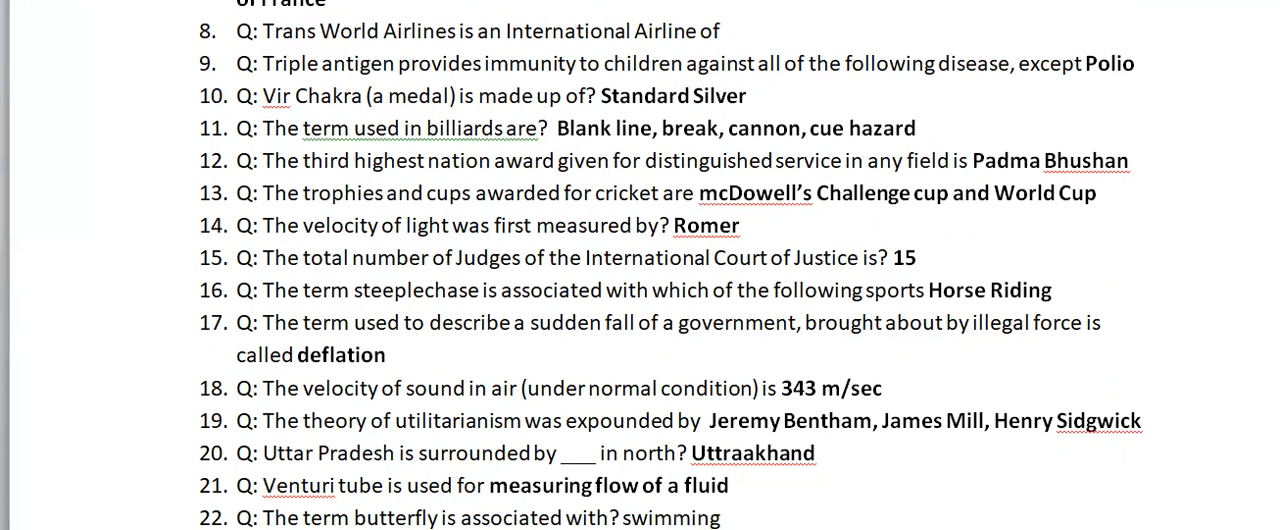 of France
8. Q: Trans World Airlines is an International Airline of
9. Q: Triple antigen provides immunity to children against all of the following disease, except Polio
10. Q: Vir Chakra (a medal) is made up of? Standard Silver
11. Q: The term used in billiards are? Blank line, break, cannon, cue hazard
12. Q: The third highest nation award given for distinguished service in any field is Padma Bhushan
13. Q: The trophies and cups awarded for cricket are mcDowell’s Challenge cup and World Cup
14. Q: The velocity of light was first measured by? Romer
15. Q: The total number of Judges of the International Court of Justice is? 15
16. Q: The term steeplechase is associated with which of the following sports Horse Riding
17. Q: The term used to describe a sudden fall of a government, brought about by illegal force is
called deflation
18. Q: The velocity of sound in air (under normal condition) is 343 m/sec
19. Q: The theory of utilitarianism was expounded by Jeremy Bentham, James Mill, Henry Sidgwick
20. Q: Uttar Pradesh is surrounded by ___ in north? Uttraakhand
21. Q: Venturi tube is used for measuring flow of a fluid
22. Q: The term butterfly is associated with? swimming